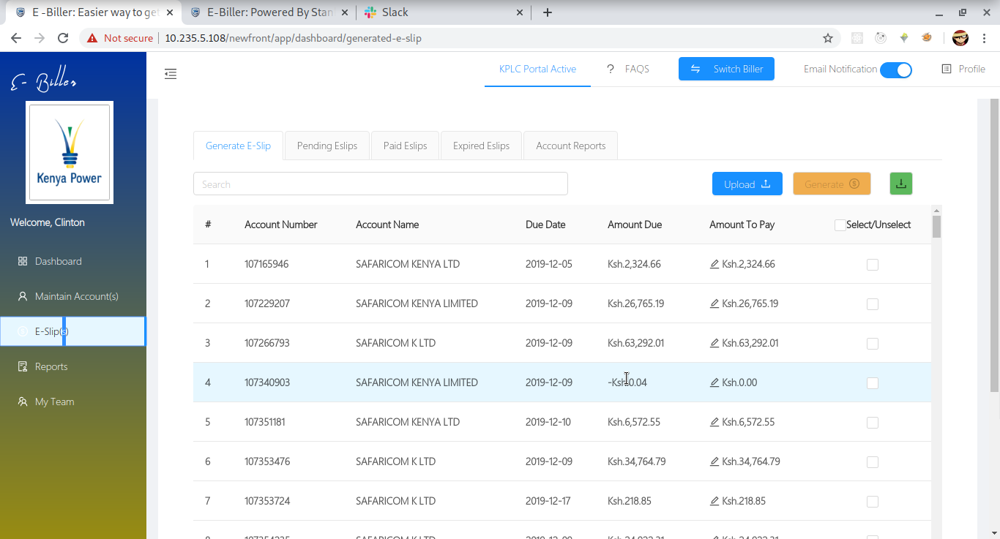 E -Biller: Easier way to get
E-Biller: Powered By Stan
Slack
Not secure
10.235.5.108/newfront/app/dashboard/generated-e-slip
E- Biller
Kenya Power
Welcome, Clinton
Dashboard
Maintain Account(s)
E-Slip(s)
Reports
My Team
KPLC Portal Active
? FAQS
Switch Biller
Email Notification
Profile
Generate E-Slip
Pending Eslips
Paid Eslips
Expired Eslips
Account Reports
Search
Upload
Generate
# Account Number Account Name Due Date Amount Due Amount To Pay Select/Unselect
1 107165946 SAFARICOM KENYA LTD 2019-12-05 Ksh.2,324.66 Ksh.2,324.66
2 107229207 SAFARICOM KENYA LIMITED 2019-12-09 Ksh.26,765.19 Ksh.26,765.19
3 107266793 SAFARICOM K LTD 2019-12-09 Ksh.63,292.01 Ksh.63,292.01
4 107340903 SAFARICOM KENYA LIMITED 2019-12-09 -Ksh.0.04 Ksh.0.00
5 107351181 SAFARICOM KENYA LTD 2019-12-10 Ksh.6,572.55 Ksh.6,572.55
6 107353476 SAFARICOM K LTD 2019-12-09 Ksh.34,764.79 Ksh.34,764.79
7 107353724 SAFARICOM K LTD 2019-12-17 Ksh.218.85 Ksh.218.85